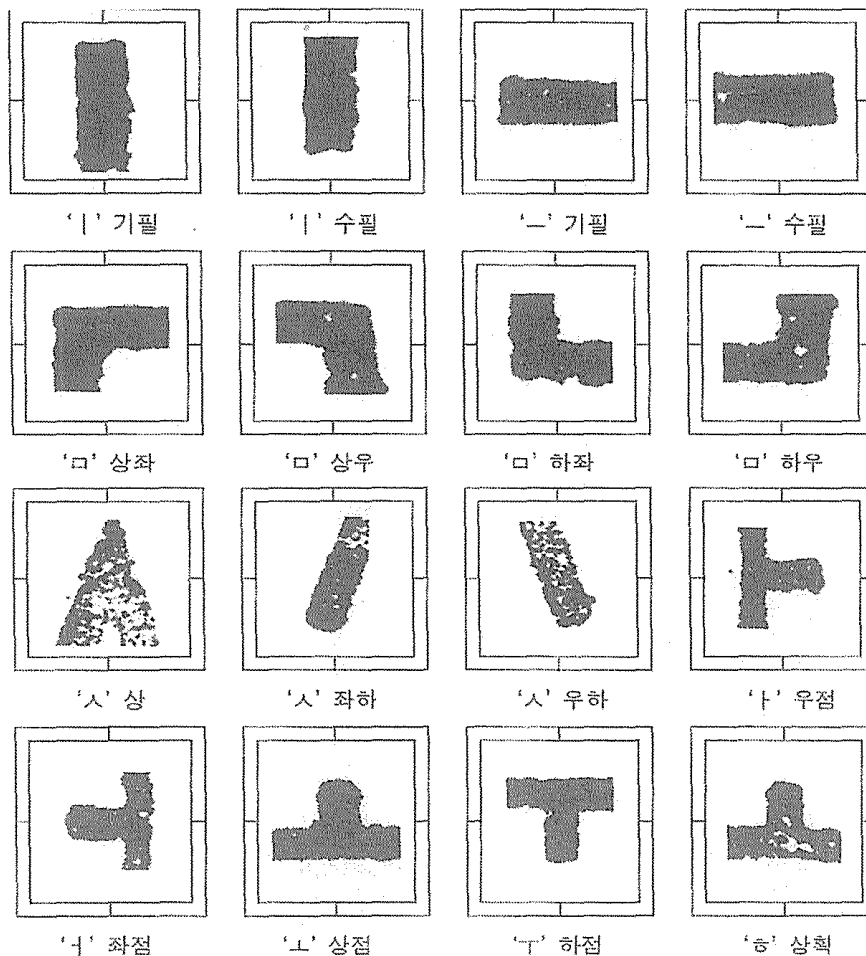 'ㅣ' 기필 'ㅣ' 수필 'ㅡ' 기필 'ㅡ' 수필
'ㅁ' 상좌 'ㅁ' 상우 'ㅁ' 하좌 'ㅁ' 하우
'ㅅ' 상 'ㅅ' 좌하 'ㅅ' 우하 'ㅏ' 우점
'ㅓ' 좌점 'ㅗ' 상점 'ㅜ' 하점 'ㅎ' 상획